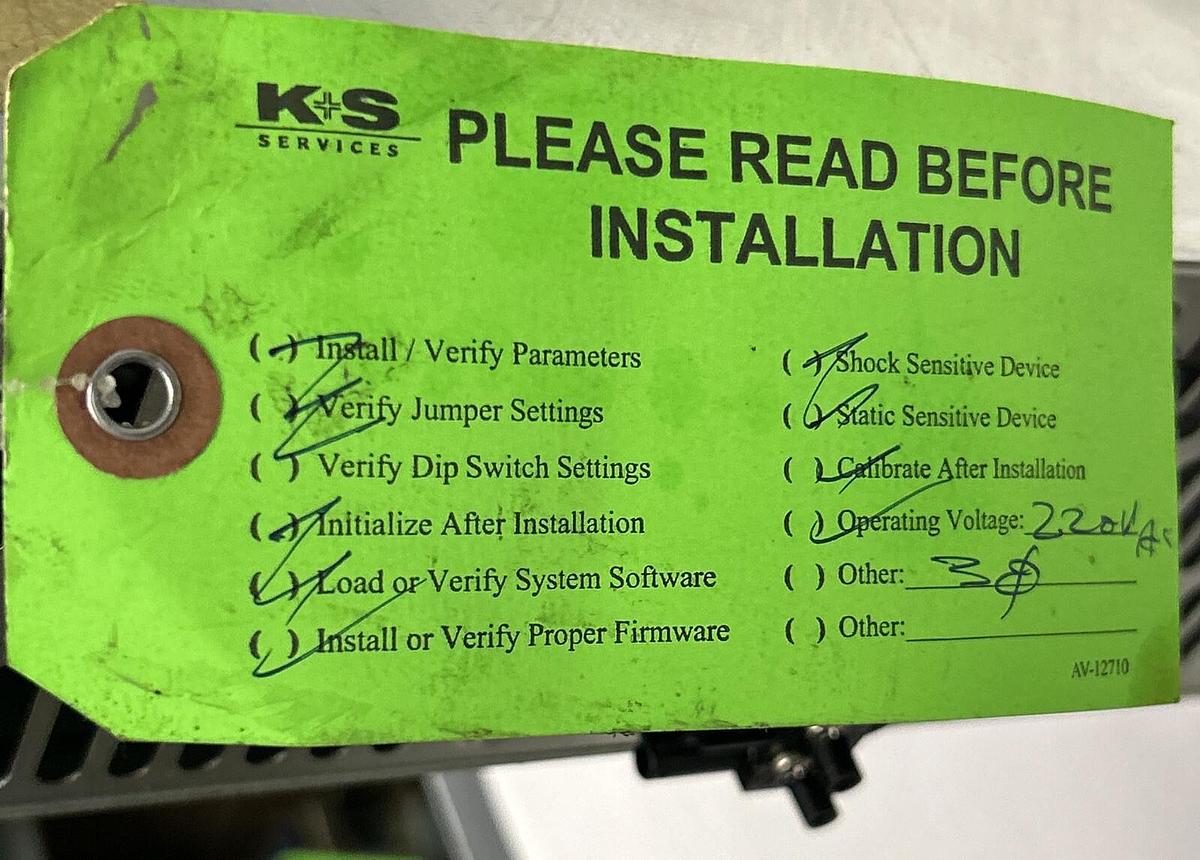 K+S
SERVICES
PLEASE READ BEFORE
INSTALLATION
( ) Install / Verify Parameters
( ) Verify Jumper Settings
( ) Verify Dip Switch Settings
( ) Initialize After Installation
( ) Load or Verify System Software
( ) Install or Verify Proper Firmware
( ) Shock Sensitive Device
( ) Static Sensitive Device
( ) Calibrate After Installation
( ) Operating Voltage: 220VAC
( ) Other: 3φ
( ) Other:
AV-12710